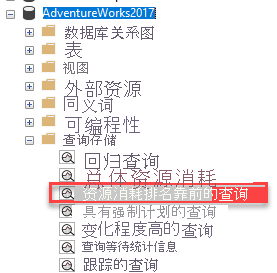 AdventureWorks2017
数据库关系图
表
视图
外部资源
同义词
可编程性
查询存储
回归查询
总体资源消耗
资源消耗排名靠前的查询
具有强制计划的查询
变化程度高的查询
查询等待统计信息
跟踪的查询